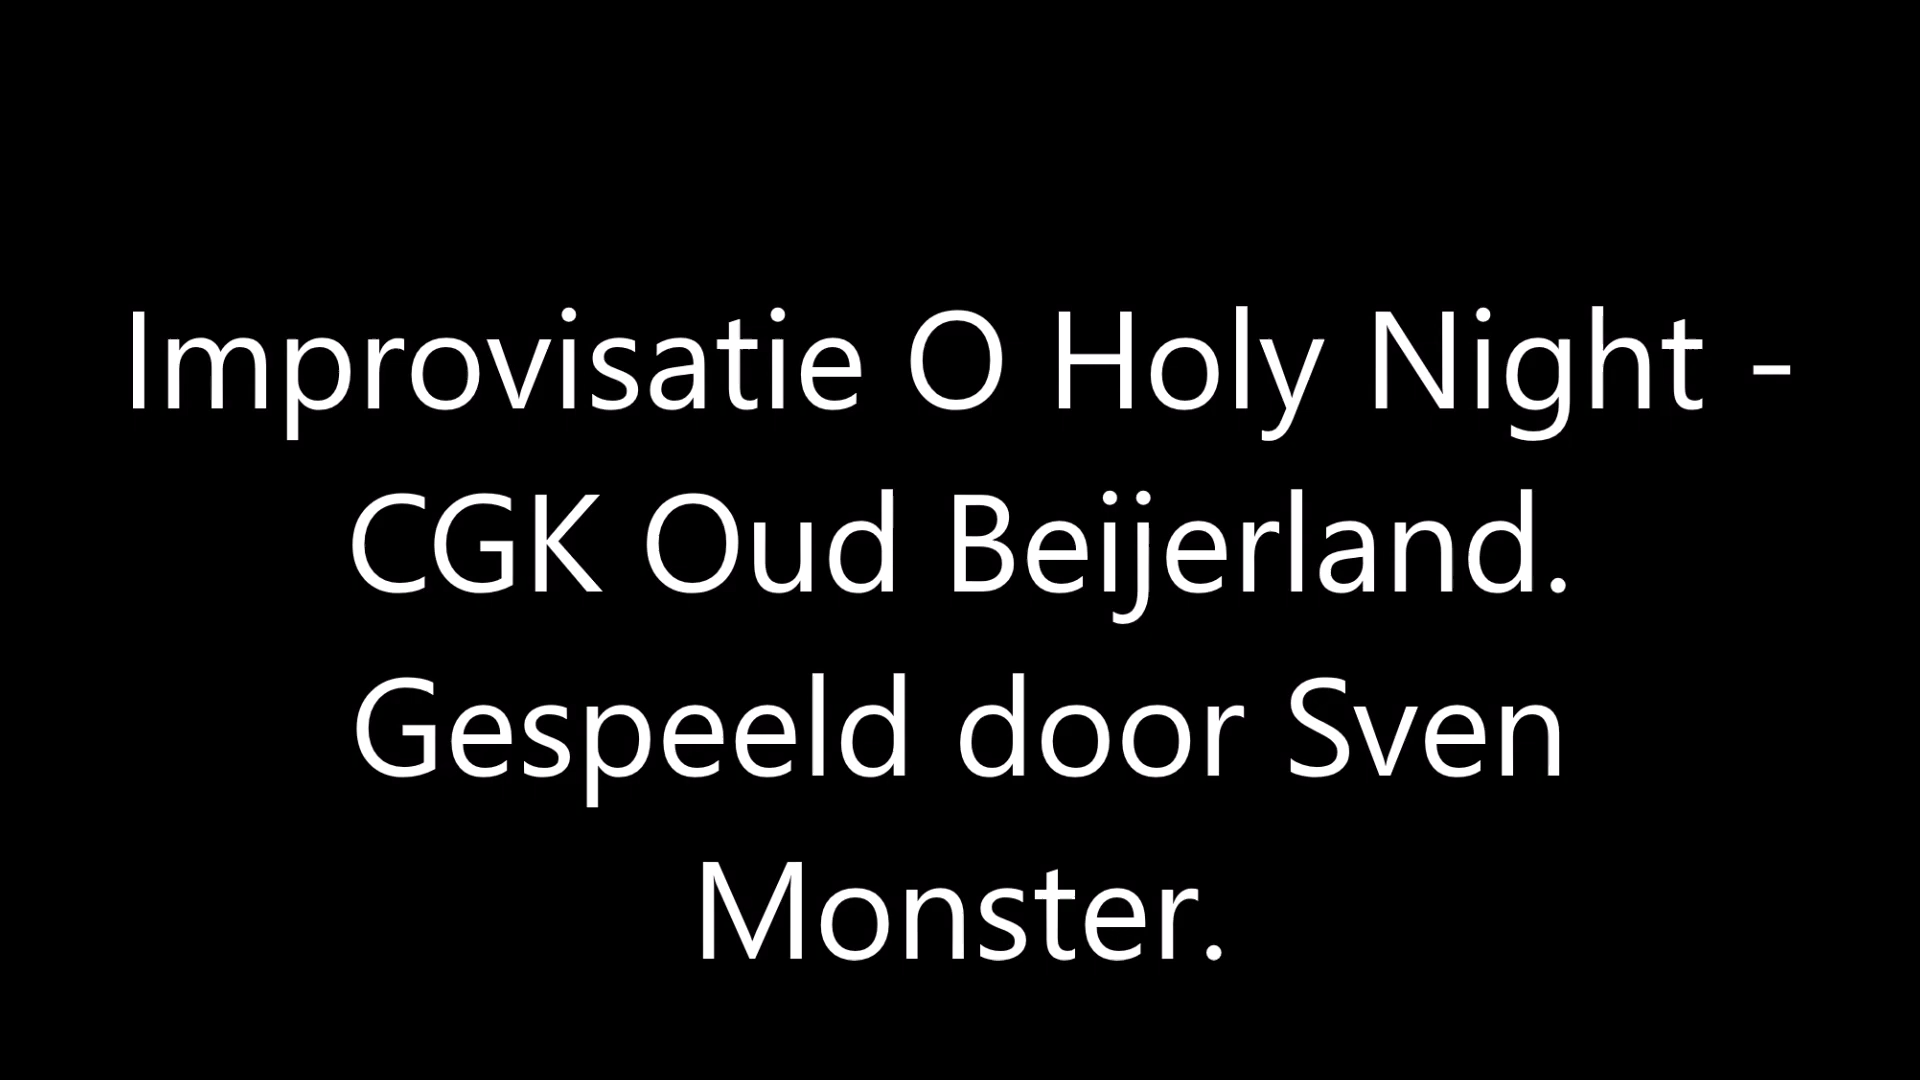 Improvisatie O Holy Night -
CGK Oud Beijerland.
Gespeeld door Sven
Monster.